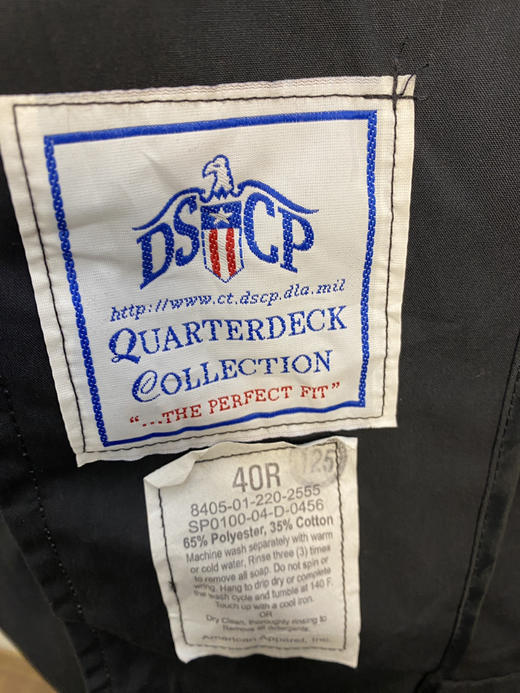 DSCP
http://www.ct.dscp.dla.mil
QUARTERDECK
COLLECTION
"...THE PERFECT FIT"
40R 125
8405-01-220-2555
SP0100-04-D-0456
65% Polyester, 35% Cotton
Machine wash separately with warm
or cold water, Rinse three (3) times
to remove all soap. Do not spin or
wring. Hang to drip dry or complete
the wash cycle and tumble at 140 F.
Touch up with a cool iron.
OR
Dry Clean, thoroughly rinsing to
Remove all detergents.
American Apparel, Inc.